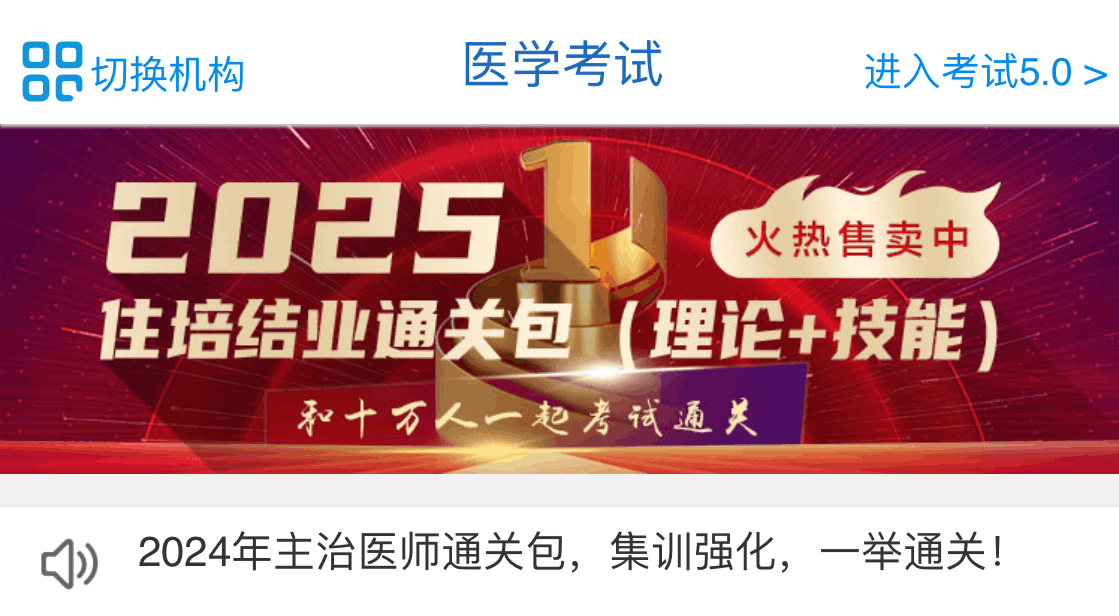 切换机构 医学考试 进入考试5.0 >
2025 火热售卖中
住培结业通关包（理论+技能）
和十万人一起考试通关
2024年主治医师通关包，集训强化，一举通关！